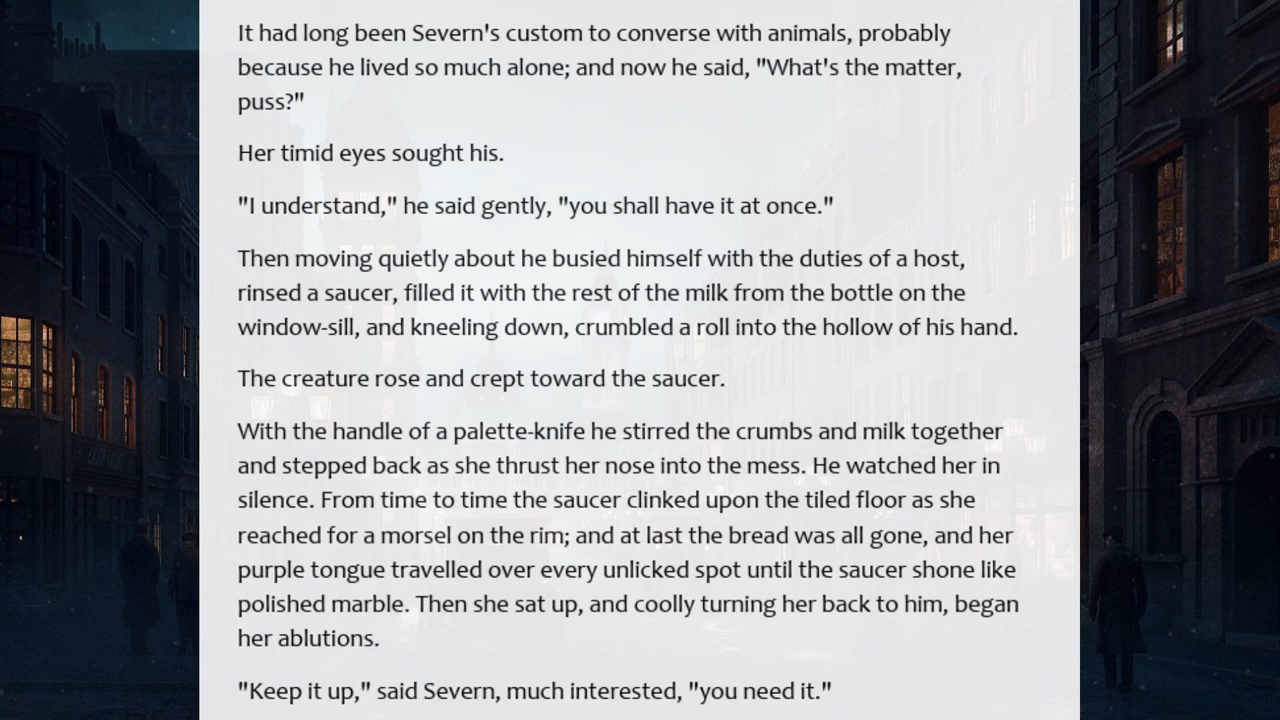 It had long been Severn's custom to converse with animals, probably
because he lived so much alone; and now he said, "What's the matter,
puss?"
Her timid eyes sought his.
"I understand," he said gently, "you shall have it at once."
Then moving quietly about he busied himself with the duties of a host,
rinsed a saucer, filled it with the rest of the milk from the bottle on the
window-sill, and kneeling down, crumbled a roll into the hollow of his hand.
The creature rose and crept toward the saucer.
With the handle of a palette-knife he stirred the crumbs and milk together
and stepped back as she thrust her nose into the mess. He watched her in
silence. From time to time the saucer clinked upon the tiled floor as she
reached for a morsel on the rim; and at last the bread was all gone, and her
purple tongue travelled over every unlicked spot until the saucer shone like
polished marble. Then she sat up, and coolly turning her back to him, began
her ablutions.
"Keep it up," said Severn, much interested, "you need it."